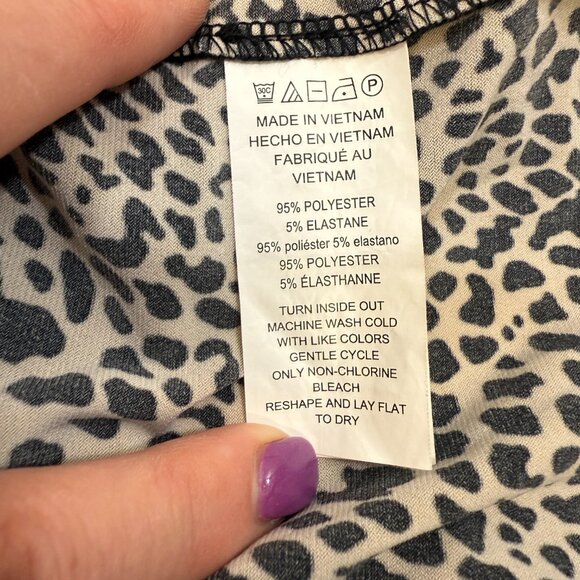 30C
P
MADE IN VIETNAM
HECHO EN VIETNAM
FABRIQUÉ AU
VIETNAM
95% POLYESTER
5% ELASTANE
95% poliéster 5% elastano
95% POLYESTER
5% ÉLASTHANNE
TURN INSIDE OUT
MACHINE WASH COLD
WITH LIKE COLORS
GENTLE CYCLE
ONLY NON-CHLORINE
BLEACH
RESHAPE AND LAY FLAT
TO DRY